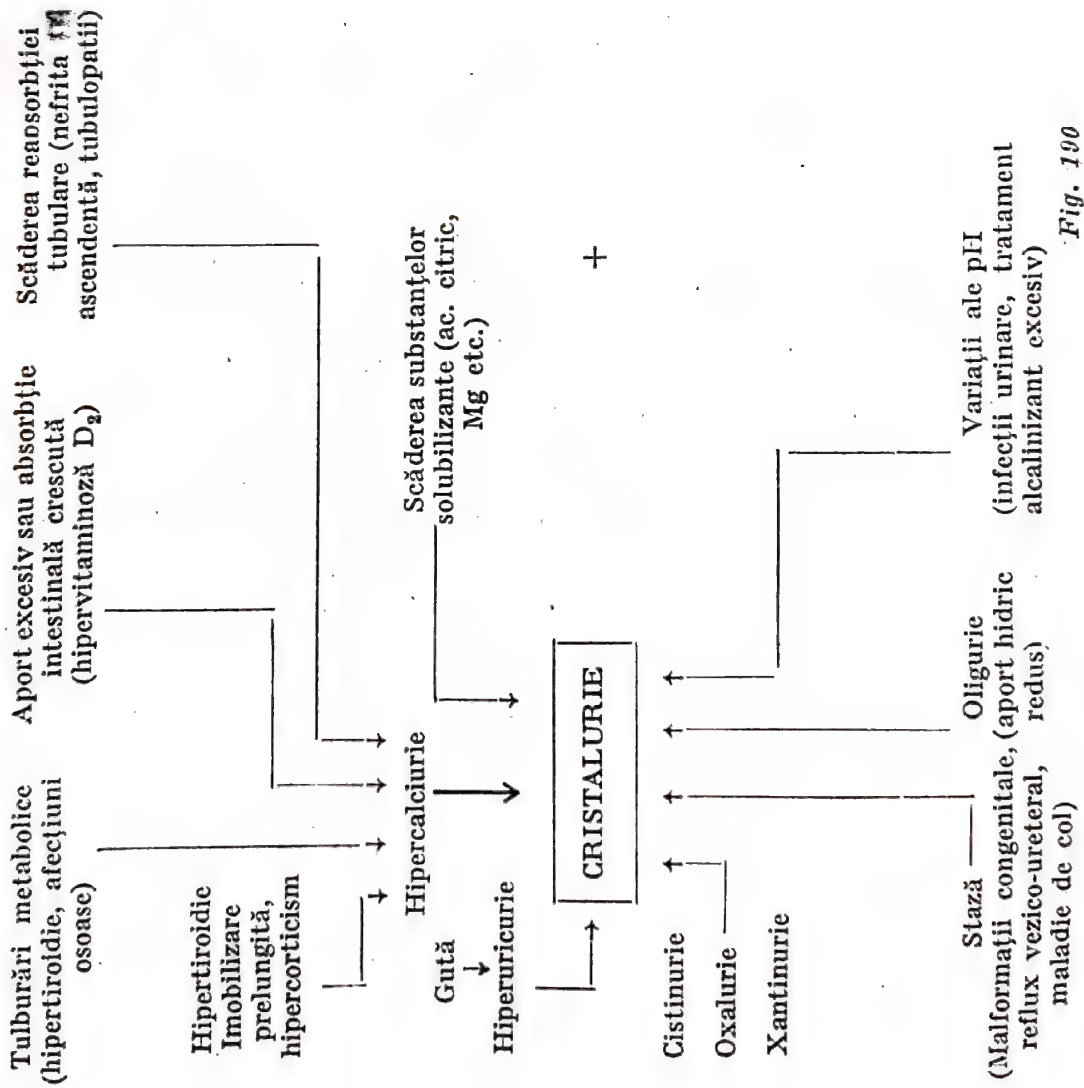 Tulburări metabolice
(hipertiroidie, afecțiuni
osoase)
Aport excesiv sau absorbție
intestinală crescută
(hipervitaminoză D₂)
Scăderea reabsorbției
tubulare (nefrita
ascendentă, tubulopatii)
Hipertiroidie
Imobilizare
prelungită,
hipercorticism
Hipercalciurie
Scăderea substanțelor
solubilizante (ac. citric,
Mg etc.)
Gută
Hiperuricurie
CRISTALURIE
+
Cistinurie
Oxalurie
Xantinurie
Stază
(Malformații congenitale,
reflux vezico-ureteral,
maladie de col)
Oligurie
(aport hidric
redus)
Variații ale pH
(infecții urinare, tratament
alcalinizant excesiv)
Fig. 190